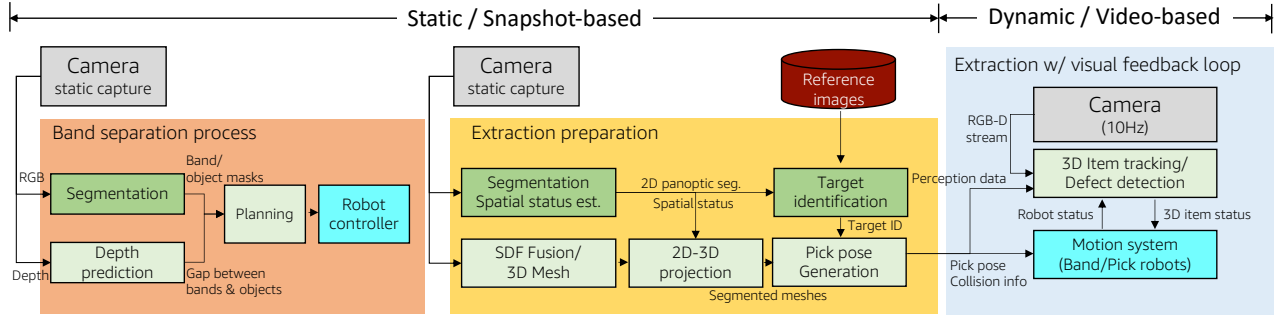 Static / Snapshot-based
Dynamic / Video-based
Camera
static capture
Band separation process
RGB
Segmentation
Band/
object masks
Planning
Robot
controller
Depth
Depth
prediction
Gap between
bands & objects
Camera
static capture
Reference
images
Extraction preparation
Segmentation
Spatial status est.
2D panoptic seg.
Spatial status
Target
identification
Target ID
SDF Fusion/
3D Mesh
2D-3D
projection
Segmented meshes
Pick pose
Generation
Extraction w/ visual feedback loop
Camera
(10Hz)
RGB-D
stream
3D Item tracking/
Defect detection
Perception data
Robot status
3D item status
Motion system
(Band/Pick robots)
Pick pose
Collision info